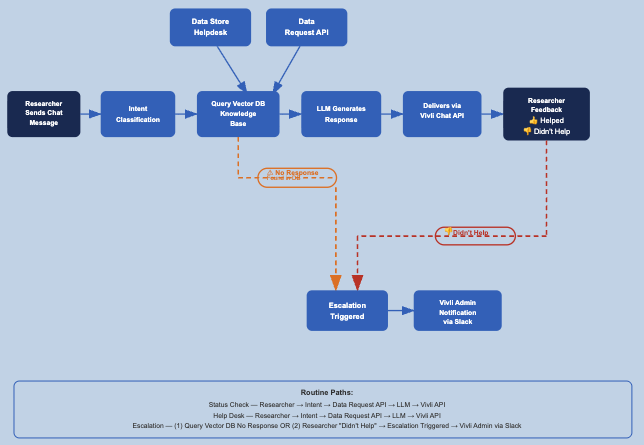 Data Store
Helpdesk
Data
Request API
Researcher
Sends Chat
Message
Intent
Classification
Query Vector DB
Knowledge
Base
LLM Generates
Response
Delivers via
Vivli Chat API
Researcher
Feedback
👍 Helped
👎 Didn't Help
⚠ No Response
Found in DB
👎 Didn't Help
Escalation
Triggered
Vivli Admin
Notification
via Slack
Routine Paths:
Status Check — Researcher → Intent → Data Request API → LLM → Vivli API
Help Desk — Researcher → Intent → Data Request API → LLM → Vivli API
Escalation — (1) Query Vector DB No Response OR (2) Researcher "Didn't Help" → Escalation Triggered → Vivli Admin via Slack